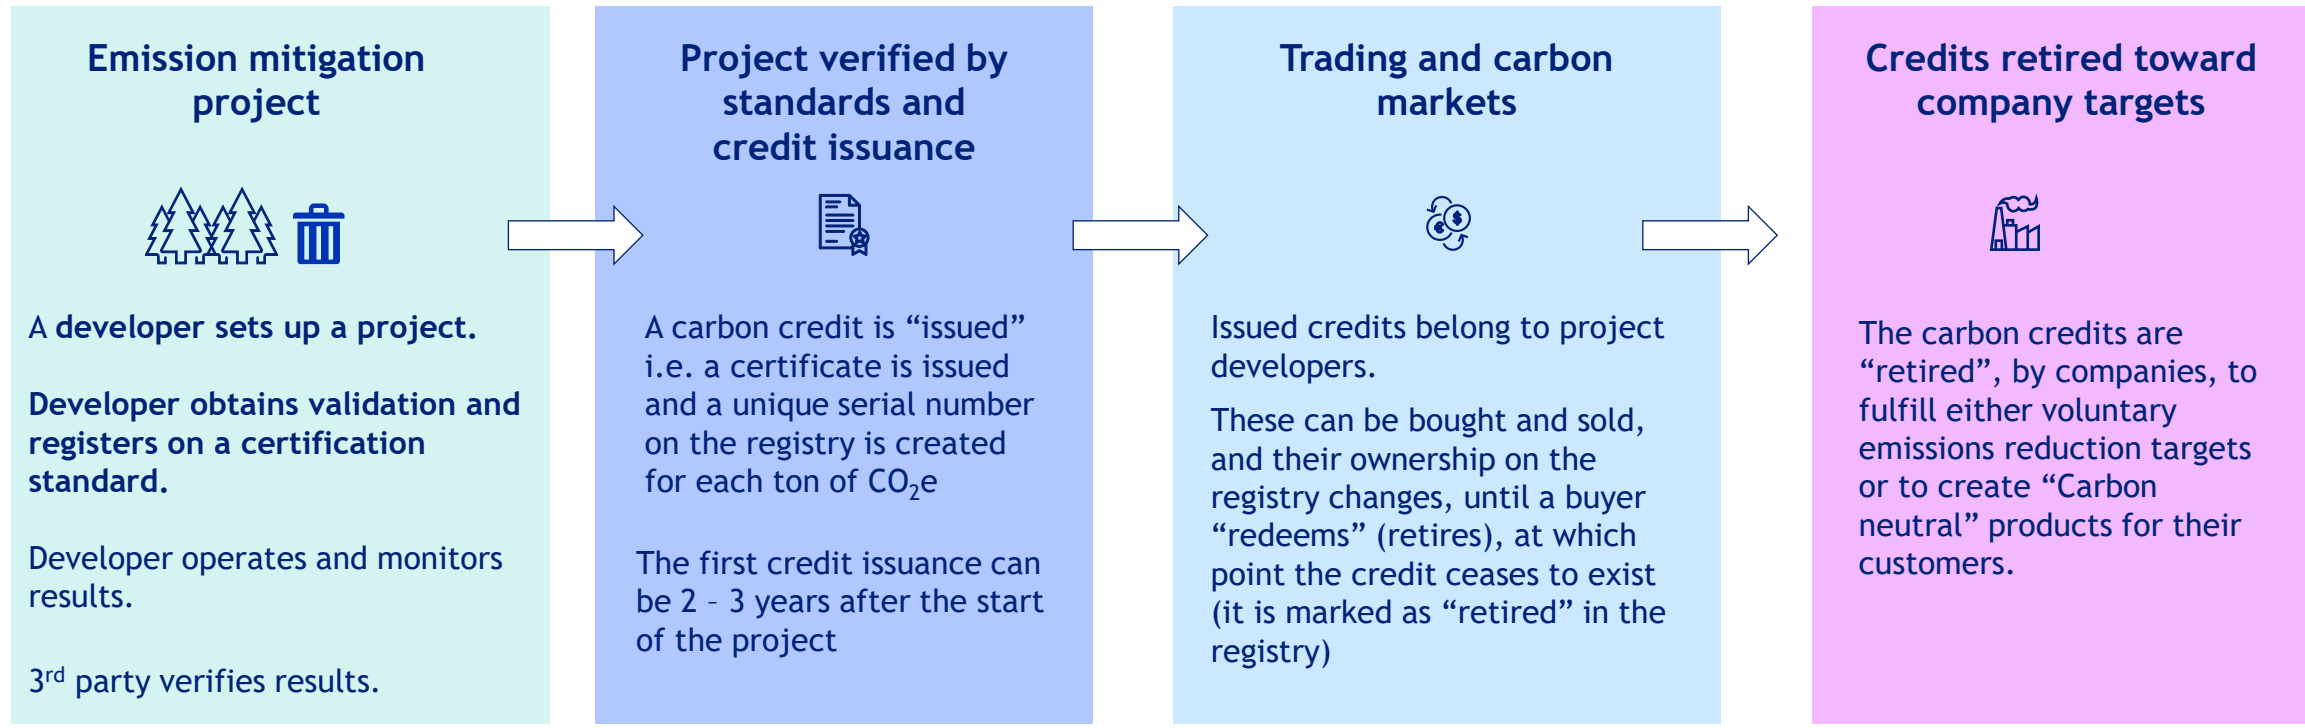 Emission mitigation
project
A developer sets up a project.
Developer obtains validation and
registers on a certification
standard.
Developer operates and monitors
results.
3rd party verifies results.
Project verified by
standards and
credit issuance
A carbon credit is “issued”
i.e. a certificate is issued
and a unique serial number
on the registry is created
for each ton of CO2e
The first credit issuance can
be 2 – 3 years after the start
of the project
Trading and carbon
markets
€ $
Issued credits belong to project
developers.
These can be bought and sold,
and their ownership on the
registry changes, until a buyer
“redeems” (retires), at which
point the credit ceases to exist
(it is marked as “retired” in the
registry)
Credits retired toward
company targets
The carbon credits are
“retired”, by companies, to
fulfill either voluntary
emissions reduction targets
or to create “Carbon
neutral” products for their
customers.